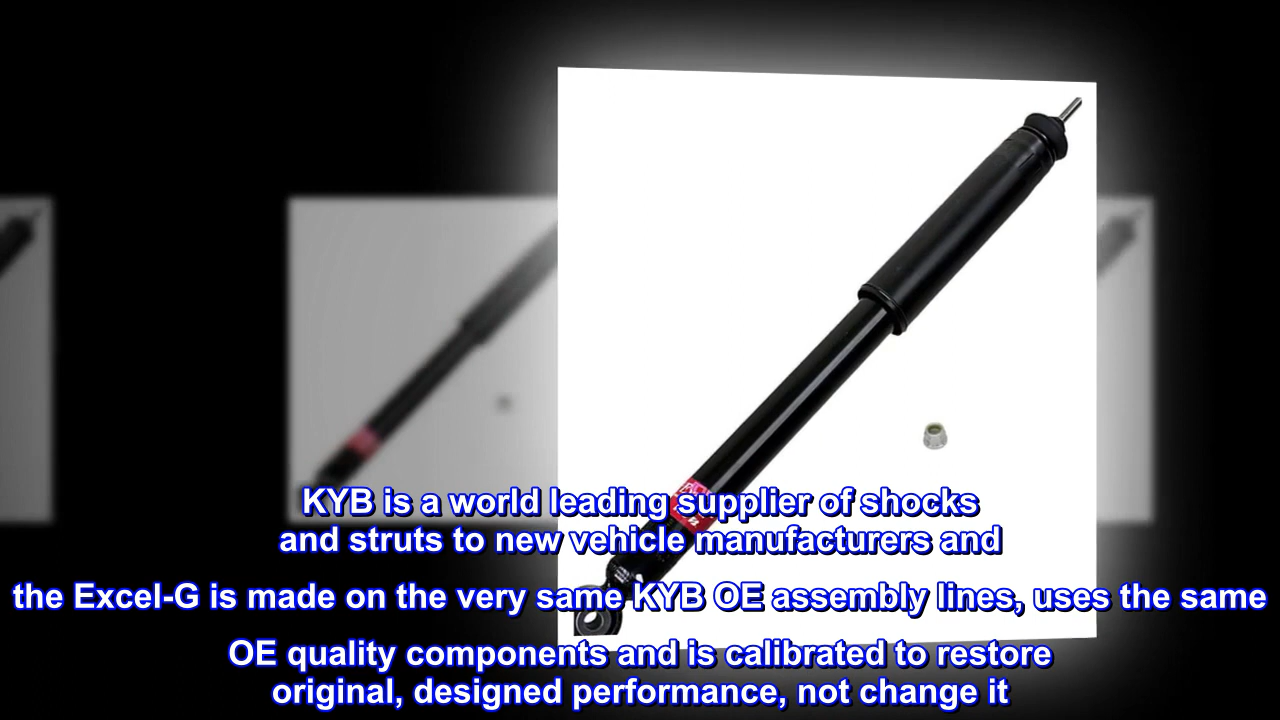 KYB is a world leading supplier of shocks
and struts to new vehicle manufacturers and
the Excel-G is made on the very same KYB OE assembly lines, uses the same
OE quality components and is calibrated to restore
original, designed performance, not change it